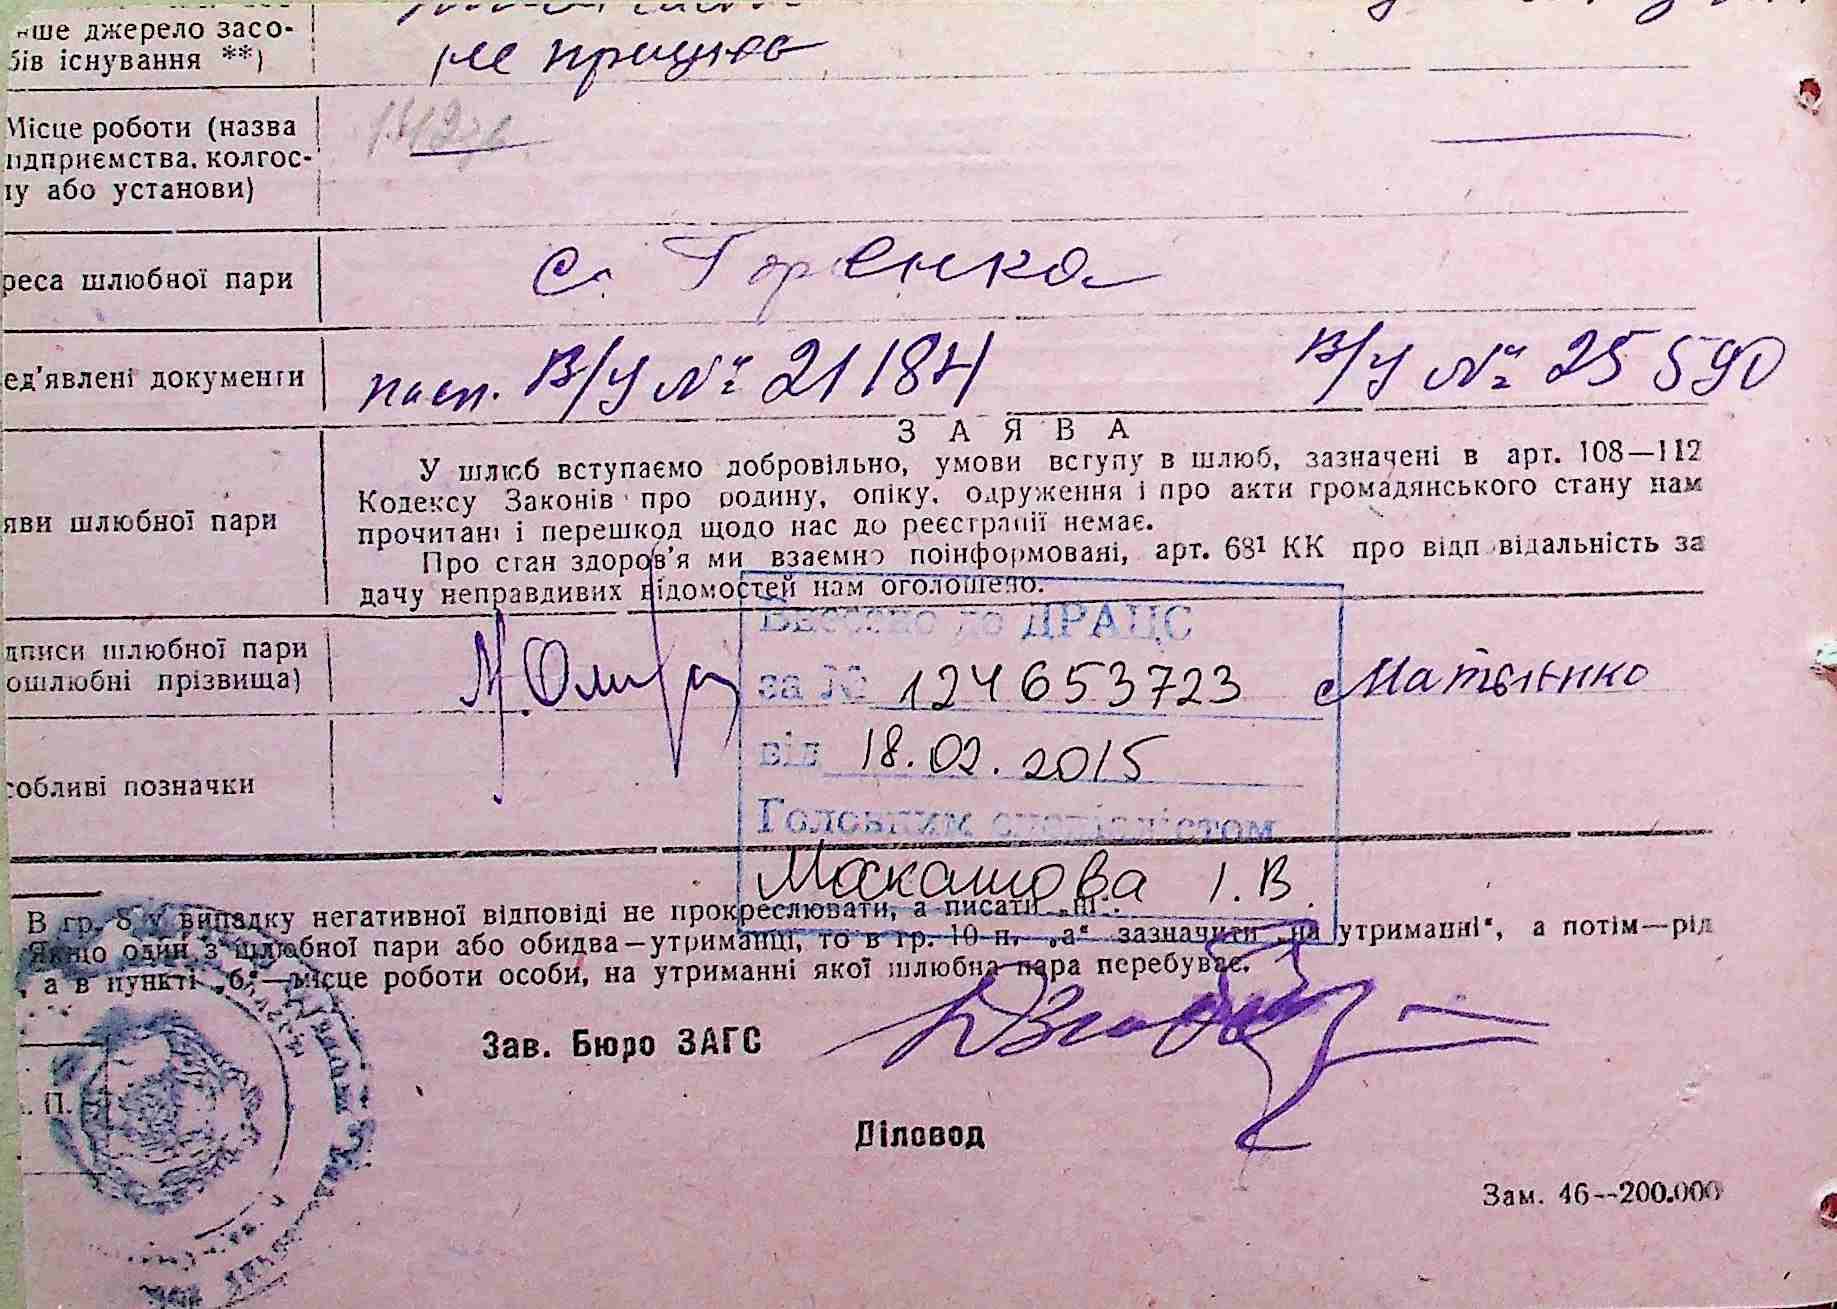 нше джерело засо-
бів існування **)
не працює
Місце роботи (назва
ідприємства, колгос-
пу або установи)
реса шлюбної пари
с. Горенка
ед'явлені документи
пасп. В/У № 21184
В/У № 25590
ЗАЯВА
У шлюб вступаємо добровільно, умови вступу в шлюб, зазначені в арт. 108—112
Кодексу Законів про родину, опіку, одруження і про акти громадянського стану нам
прочитані і перешкод щодо нас до реєстрації немає.
Про стан здоров'я ми взаємно поінформовані, арт. 68¹ КК про відповідальність за
дачу неправдивих відомостей нам оголошено.
яви шлюбної пари
дписи шлюбної пари
ошлюбні прізвища)
Внесено до ДРАЦС
за № 124653723
від 18.02.2015
Головним спеціалістом
Москашова І.В.
собливі позначки
В гр. 8 у випадку негативної відповіді не прокреслювати, а писати „ні".
Якщо один з шлюбної пари або обидва—утриманці, то в гр. 10 п. „а" зазначити „на утриманні", а потім—рід
, а в пункті „б"—місце роботи особи, на утриманні якої шлюбна пара перебуває.
Зав. Бюро ЗАГС
. П.
Діловод
Зам. 46--200.000